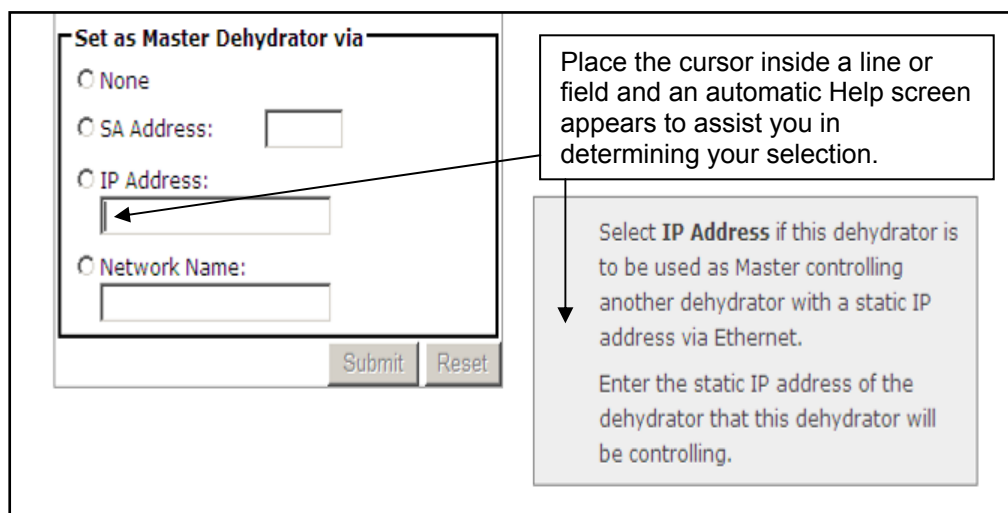 Set as Master Dehydrator via
None
SA Address:
IP Address:
Network Name:
Submit Reset
Place the cursor inside a line or
field and an automatic Help screen
appears to assist you in
determining your selection.
Select IP Address if this dehydrator is
to be used as Master controlling
another dehydrator with a static IP
address via Ethernet.
Enter the static IP address of the
dehydrator that this dehydrator will
be controlling.